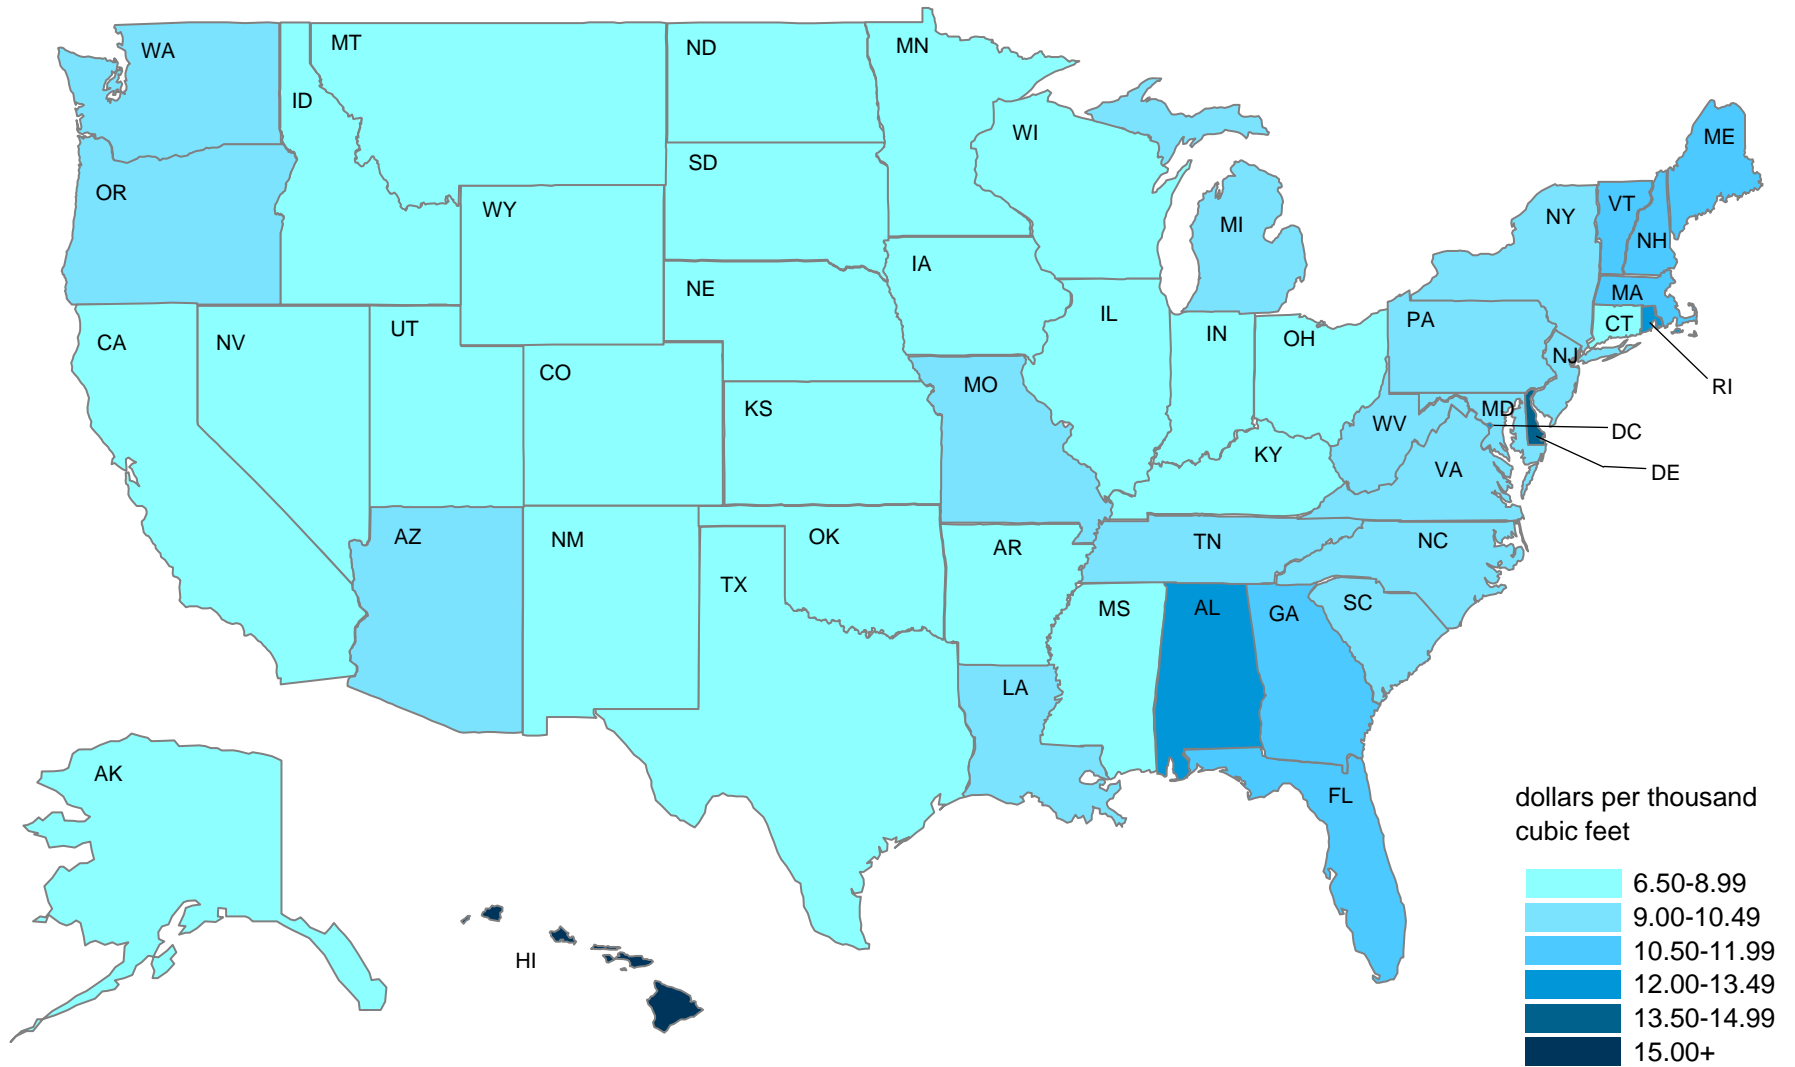 WA
MT
ND
MN
ID
WI
ME
SD
OR
WY
VT
NY
MI
NH
IA
NE
MA
IL
PA
CT
UT
IN
OH
CA
NV
NJ
CO
MO
RI
KS
MD
WV
DC
KY
VA
DE
AZ
NM
OK
AR
TN
NC
TX
MS
AL
GA
SC
LA
AK
FL
HI
dollars per thousand
cubic feet
6.50-8.99
9.00-10.49
10.50-11.99
12.00-13.49
13.50-14.99
15.00+